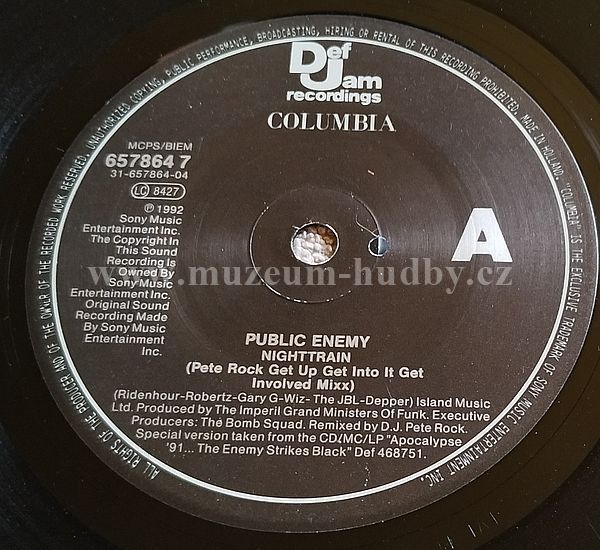 ALL RIGHTS OF THE PRODUCER AND OF THE OWNER OF THE RECORDED WORK RESERVED. UNAUTHORIZED COPYING, PUBLIC PERFORMANCE, BROADCASTING, HIRING OR RENTAL OF THIS RECORDING PROHIBITED. MADE IN HOLLAND. "COLUMBIA" IS THE EXCLUSIVE TRADEMARK OF SONY MUSIC ENTERTAINMENT INC.
Def
Jam
recordings
COLUMBIA
MCPS/BIEM
657864 7
31-657864-04
LC 8427
℗ 1992
Sony Music
Entertainment Inc.
The Copyright In
This Sound
Recording Is
Owned By
Sony Music
Entertainment Inc.
Original Sound
Recording Made
By Sony Music
Entertainment
Inc.
A
www.muzeum-hudby.cz
PUBLIC ENEMY
NIGHTTRAIN
(Pete Rock Get Up Get Into It Get
Involved Mixx)
(Ridenhour-Robertz-Gary G-Wiz- The JBL-Depper) Island Music
Ltd. Produced by The Imperil Grand Ministers Of Funk. Executive
Producers: The Bomb Squad. Remixed by D.J. Pete Rock.
Special version taken from the CD/MC/LP "Apocalypse
'91... The Enemy Strikes Black" Def 468751.